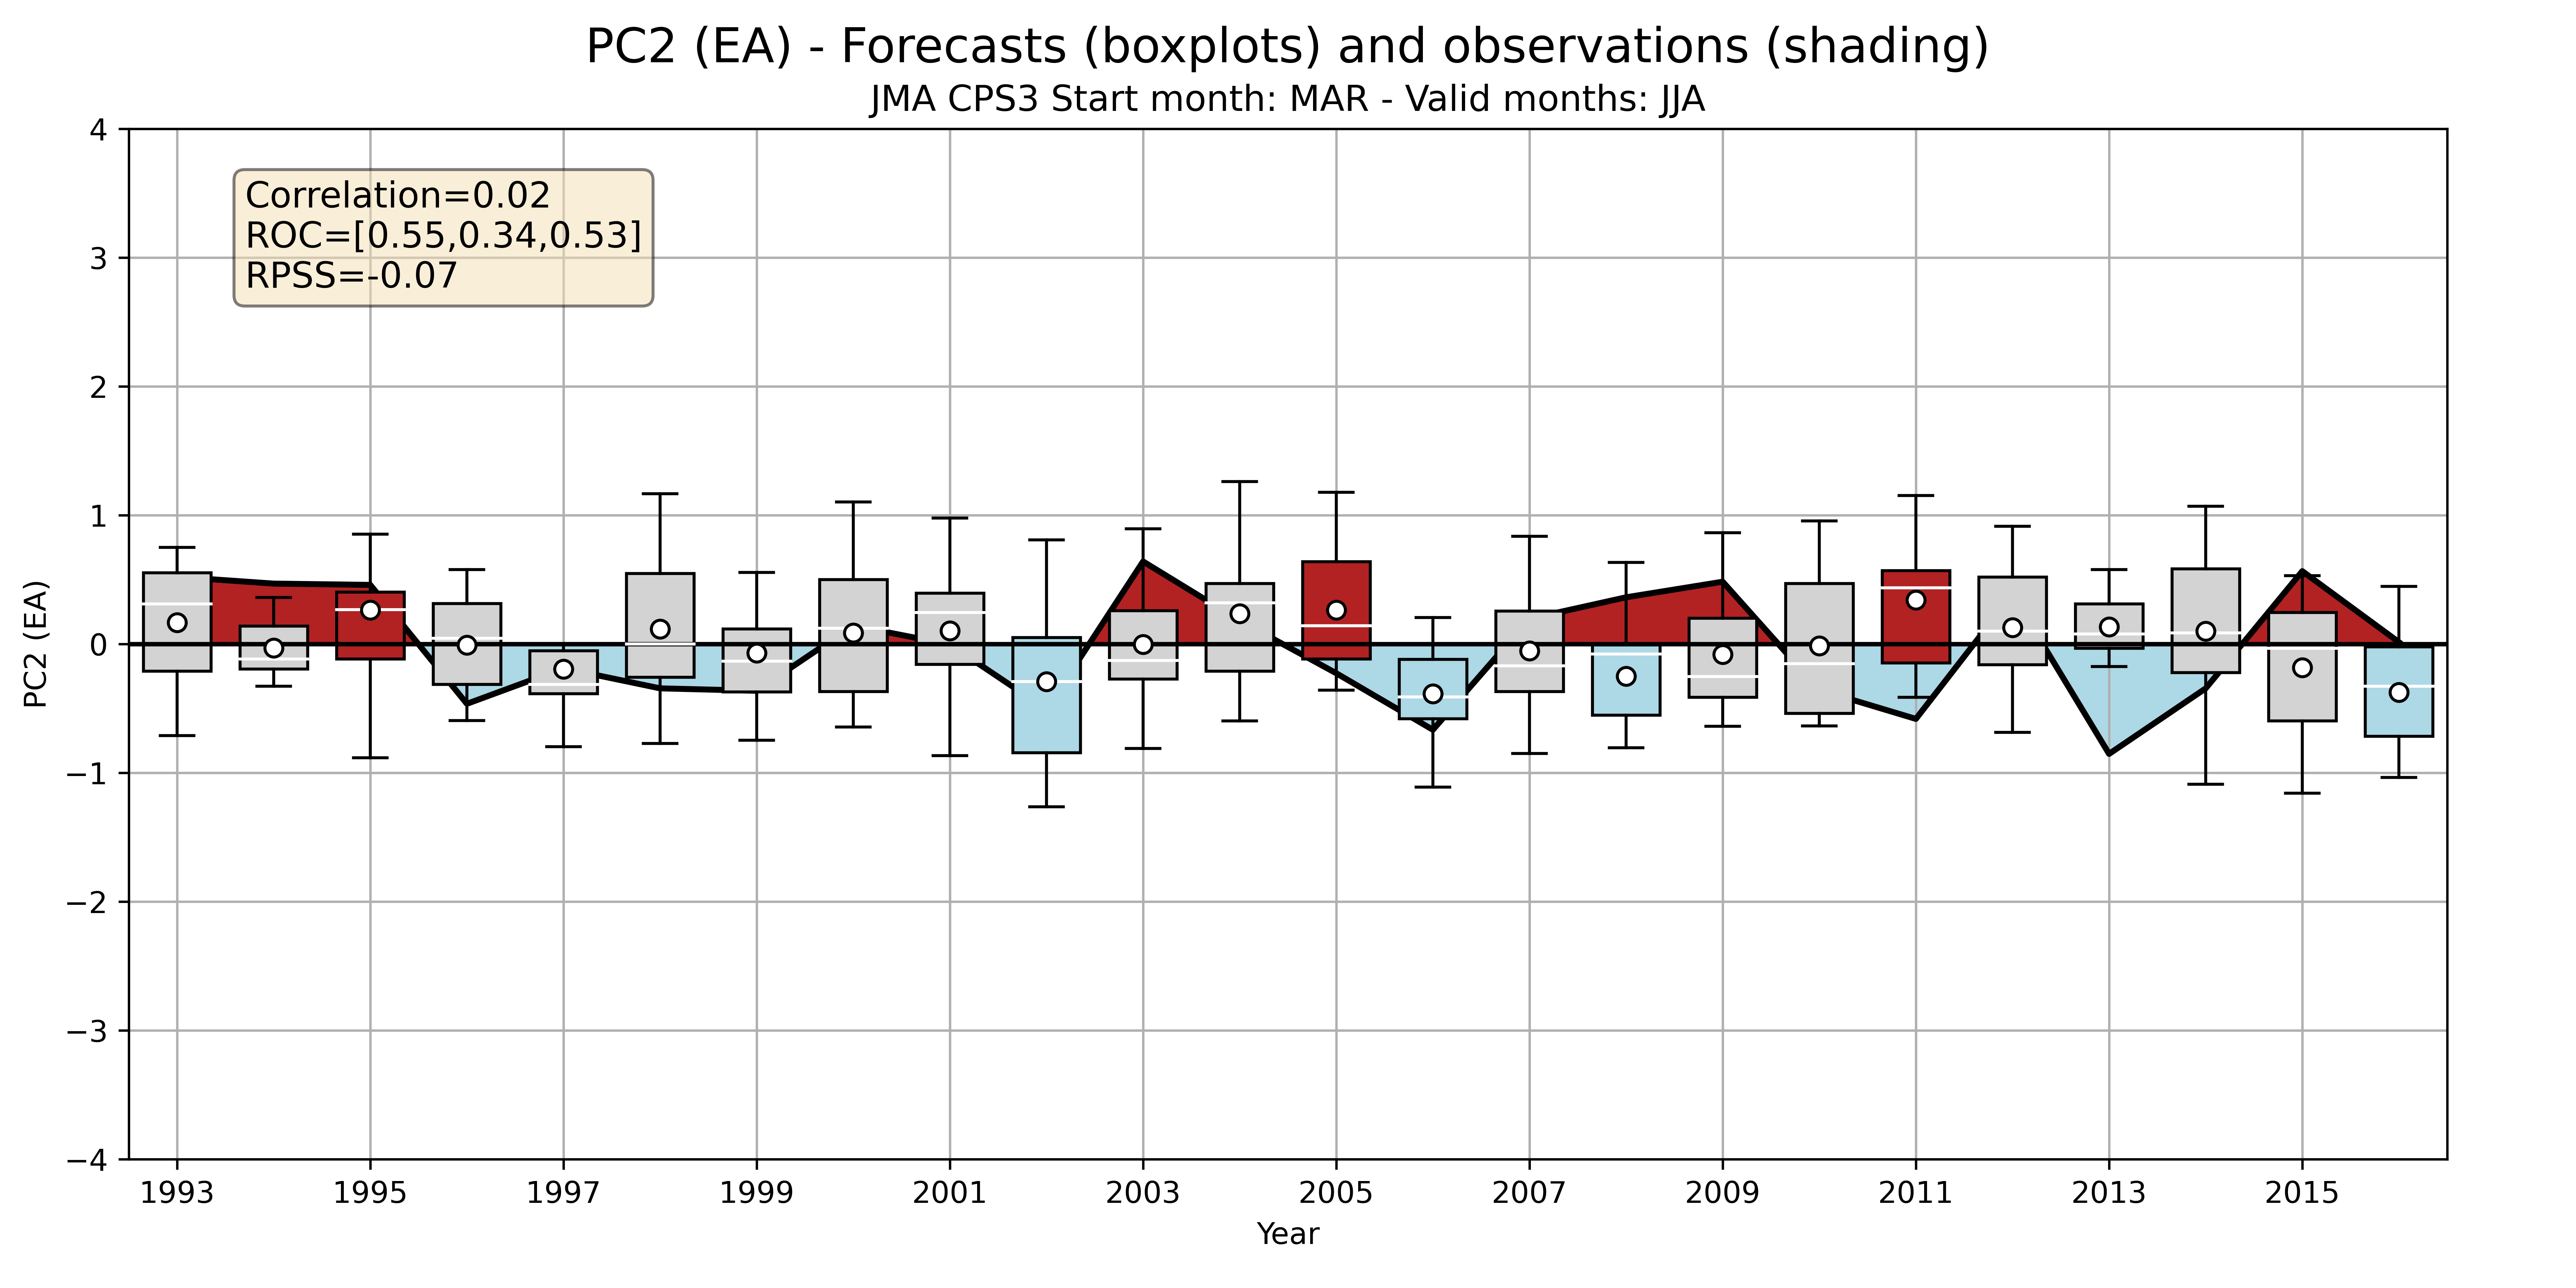 PC2 (EA) - Forecasts (boxplots) and observations (shading)
JMA CPS3 Start month: MAR - Valid months: JJA
Correlation=0.02
ROC=[0.55,0.34,0.53]
RPSS=-0.07
PC2 (EA)
4
3
2
1
0
−1
−2
−3
−4
1993 1995 1997 1999 2001 2003 2005 2007 2009 2011 2013 2015
Year